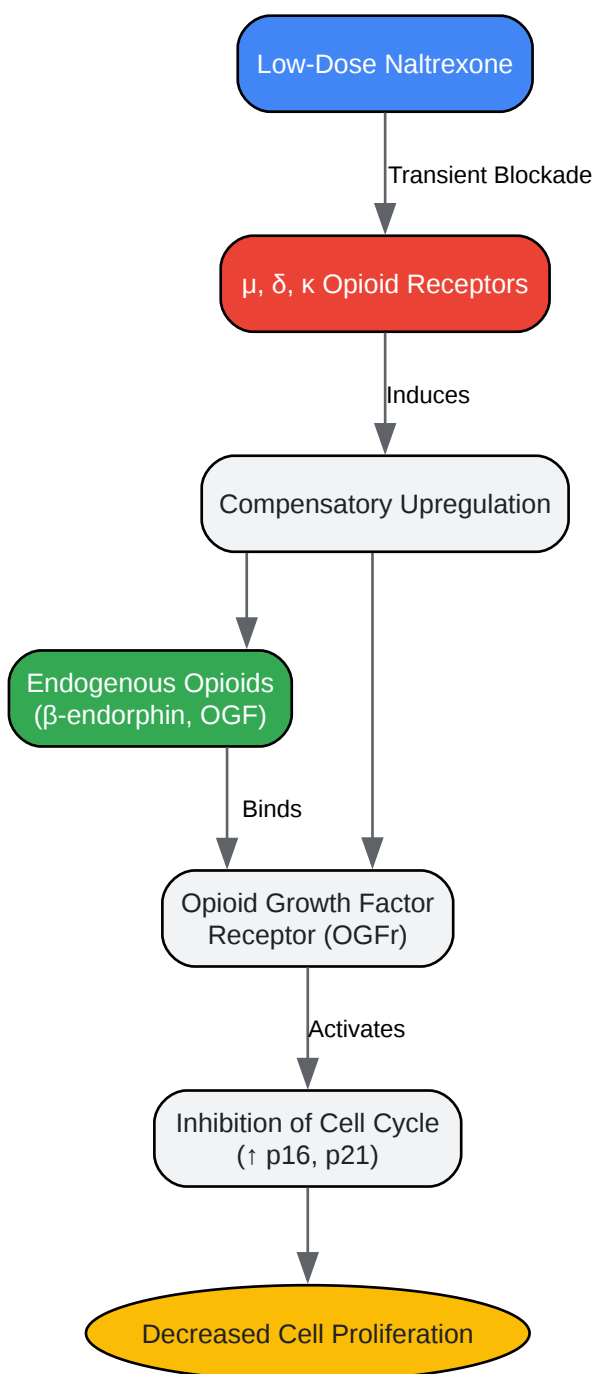 Low-Dose Naltrexone
Transient Blockade
μ, δ, κ Opioid Receptors
Induces
Compensatory Upregulation
Endogenous Opioids
(β-endorphin, OGF)
Binds
Opioid Growth Factor
Receptor (OGFr)
Activates
Inhibition of Cell Cycle
(↑ p16, p21)
Decreased Cell Proliferation